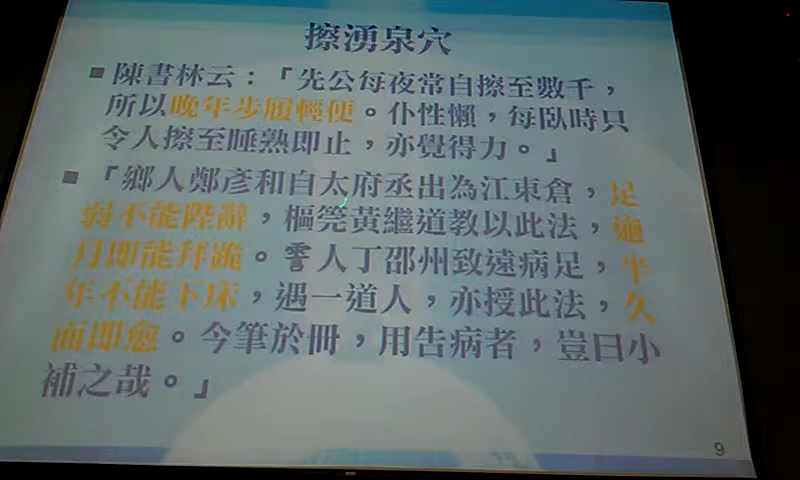 擦湧泉穴
■ 陳書林云：「先公每夜常自擦至數千，
所以晚年步履輕便。仆性懶，每臥時只
令人擦至睡熟即止，亦覺得力。」
■ 「鄉人鄭彥和自太府丞出為江東倉，足
弱不能陛辭，樞筦黃繼道教以此法，逾
月即能拜跪。霅人丁邵州致遠病足，半
年不能下床，遇一道人，亦授此法，久
而即愈。今筆於冊，用告病者，豈曰小
補之哉。」
9